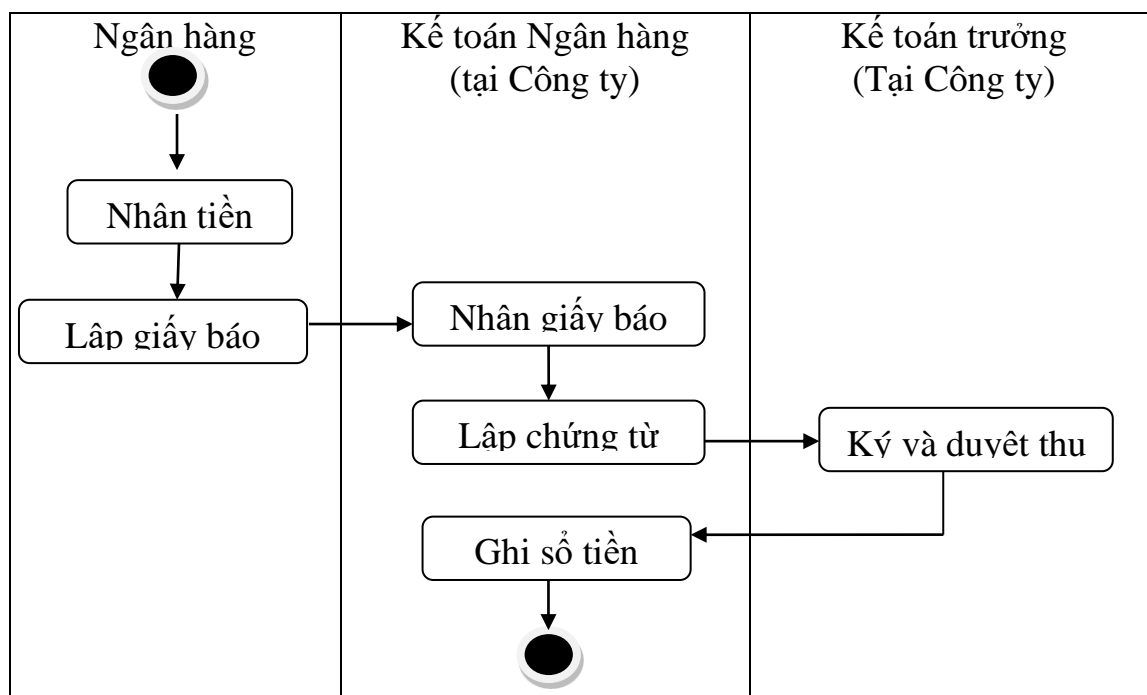 Ngân hàng
Kế toán Ngân hàng
(tại Công ty)
Kế toán trưởng
(Tại Công ty)
Nhân tiền
Lâp giấy báo
Nhân giấy báo
Lâp chứng từ
Ký và duyêt thu
Ghi sổ tiền